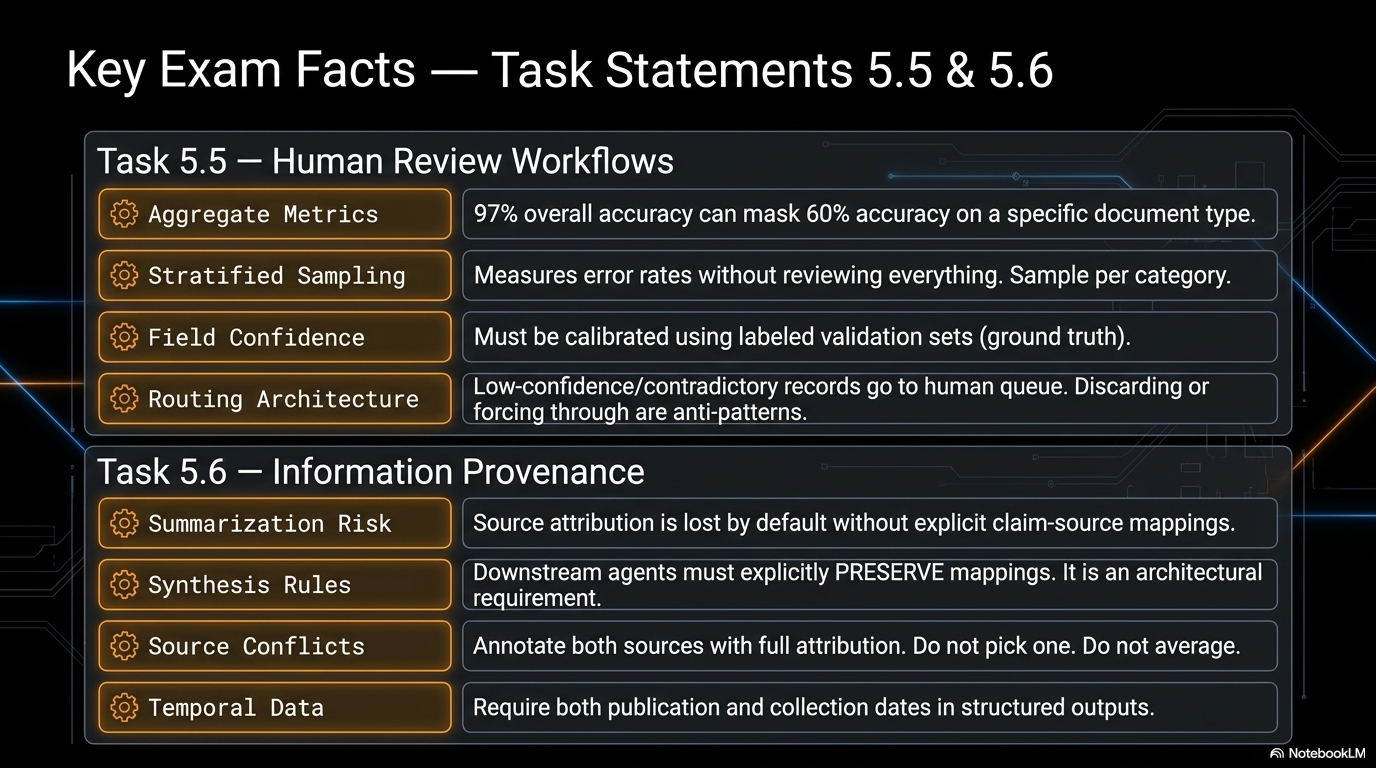 Key Exam Facts — Task Statements 5.5 & 5.6
Task 5.5 — Human Review Workflows
Aggregate Metrics
97% overall accuracy can mask 60% accuracy on a specific document type.
Stratified Sampling
Measures error rates without reviewing everything. Sample per category.
Field Confidence
Must be calibrated using labeled validation sets (ground truth).
Routing Architecture
Low-confidence/contradictory records go to human queue. Discarding or
forcing through are anti-patterns.
Task 5.6 — Information Provenance
Summarization Risk
Source attribution is lost by default without explicit claim-source mappings.
Synthesis Rules
Downstream agents must explicitly PRESERVE mappings. It is an architectural
requirement.
Source Conflicts
Annotate both sources with full attribution. Do not pick one. Do not average.
Temporal Data
Require both publication and collection dates in structured outputs.
NotebookLM